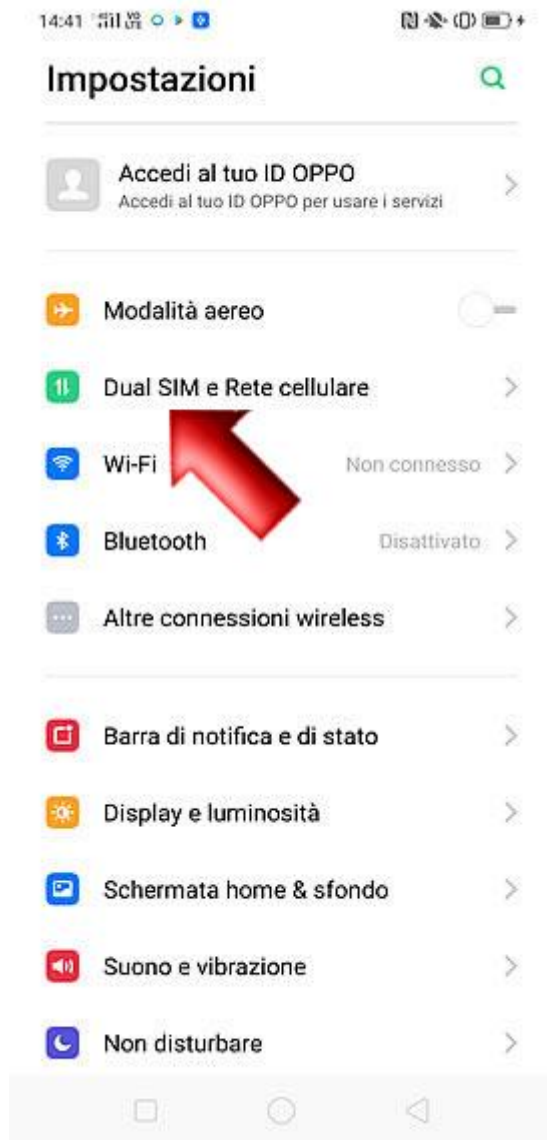 14:41
Impostazioni
Accedi al tuo ID OPPO
Accedi al tuo ID OPPO per usare i servizi
Modalità aereo
Dual SIM e Rete cellulare
Wi-Fi Non connesso
Bluetooth Disattivato
Altre connessioni wireless
Barra di notifica e di stato
Display e luminosità
Schermata home & sfondo
Suono e vibrazione
Non disturbare